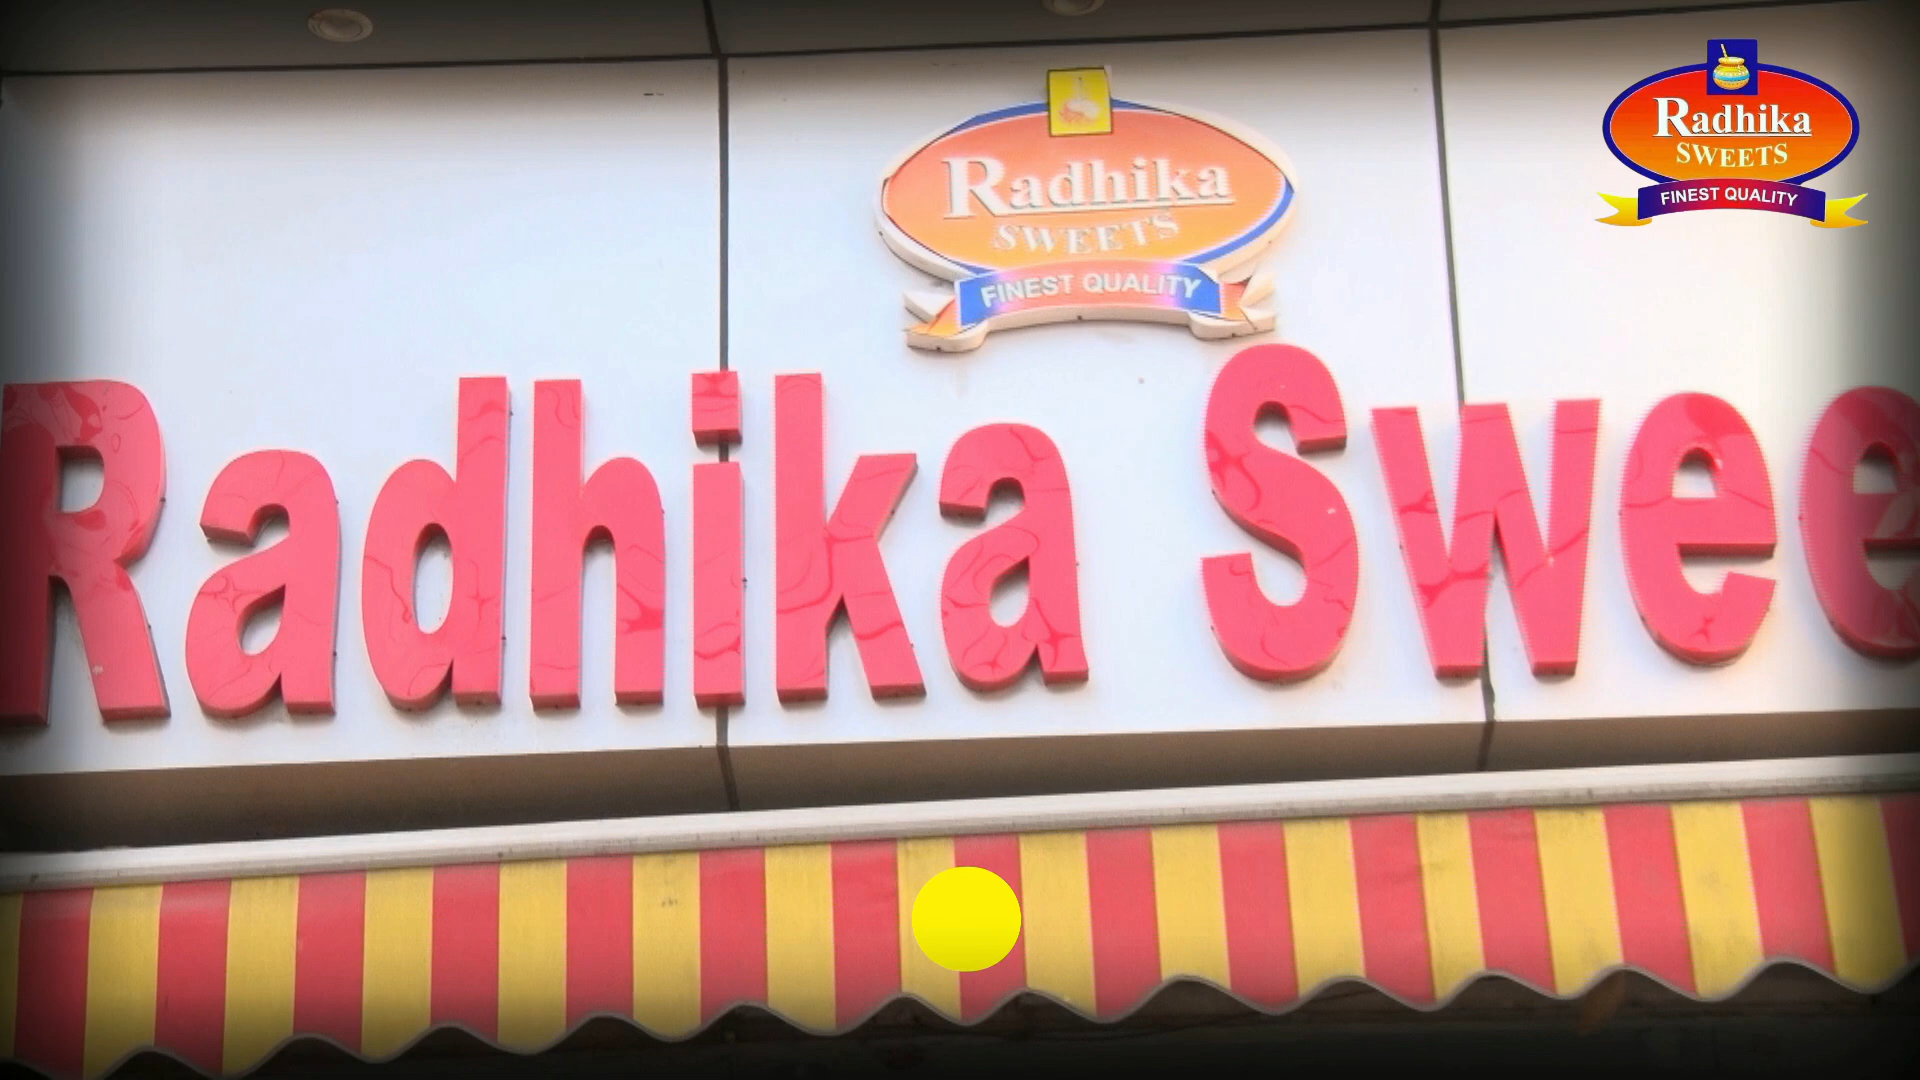 Radhika
SWEETS
FINEST QUALITY
Radhika
SWEETS
FINEST QUALITY
Radhika Swee